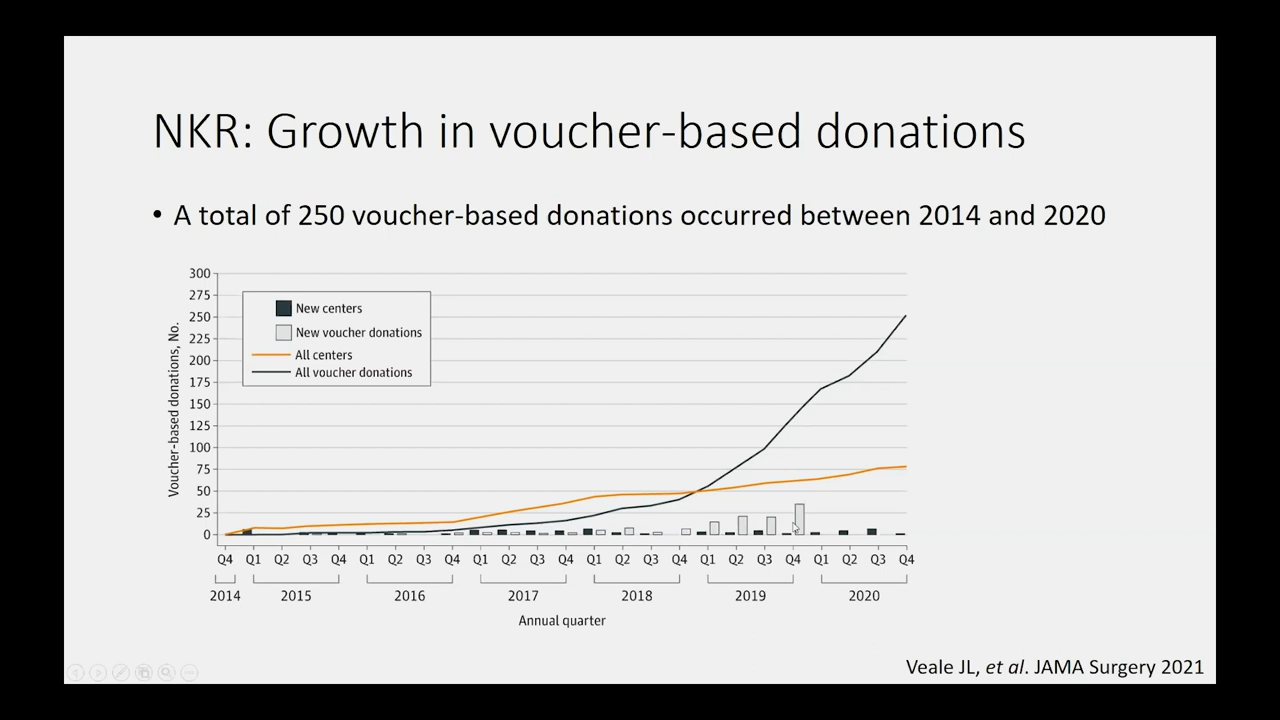 NKR: Growth in voucher-based donations
• A total of 250 voucher-based donations occurred between 2014 and 2020
300
275
250
225
200
175
150
125
100
75
50
25
0
Voucher-based donations, No.
New centers
New voucher donations
All centers
All voucher donations
Q4 Q1 Q2 Q3 Q4 Q1 Q2 Q3 Q4 Q1 Q2 Q3 Q4 Q1 Q2 Q3 Q4 Q1 Q2 Q3 Q4 Q1 Q2 Q3 Q4
2014 2015 2016 2017 2018 2019 2020
Annual quarter
Veale JL, et al. JAMA Surgery 2021